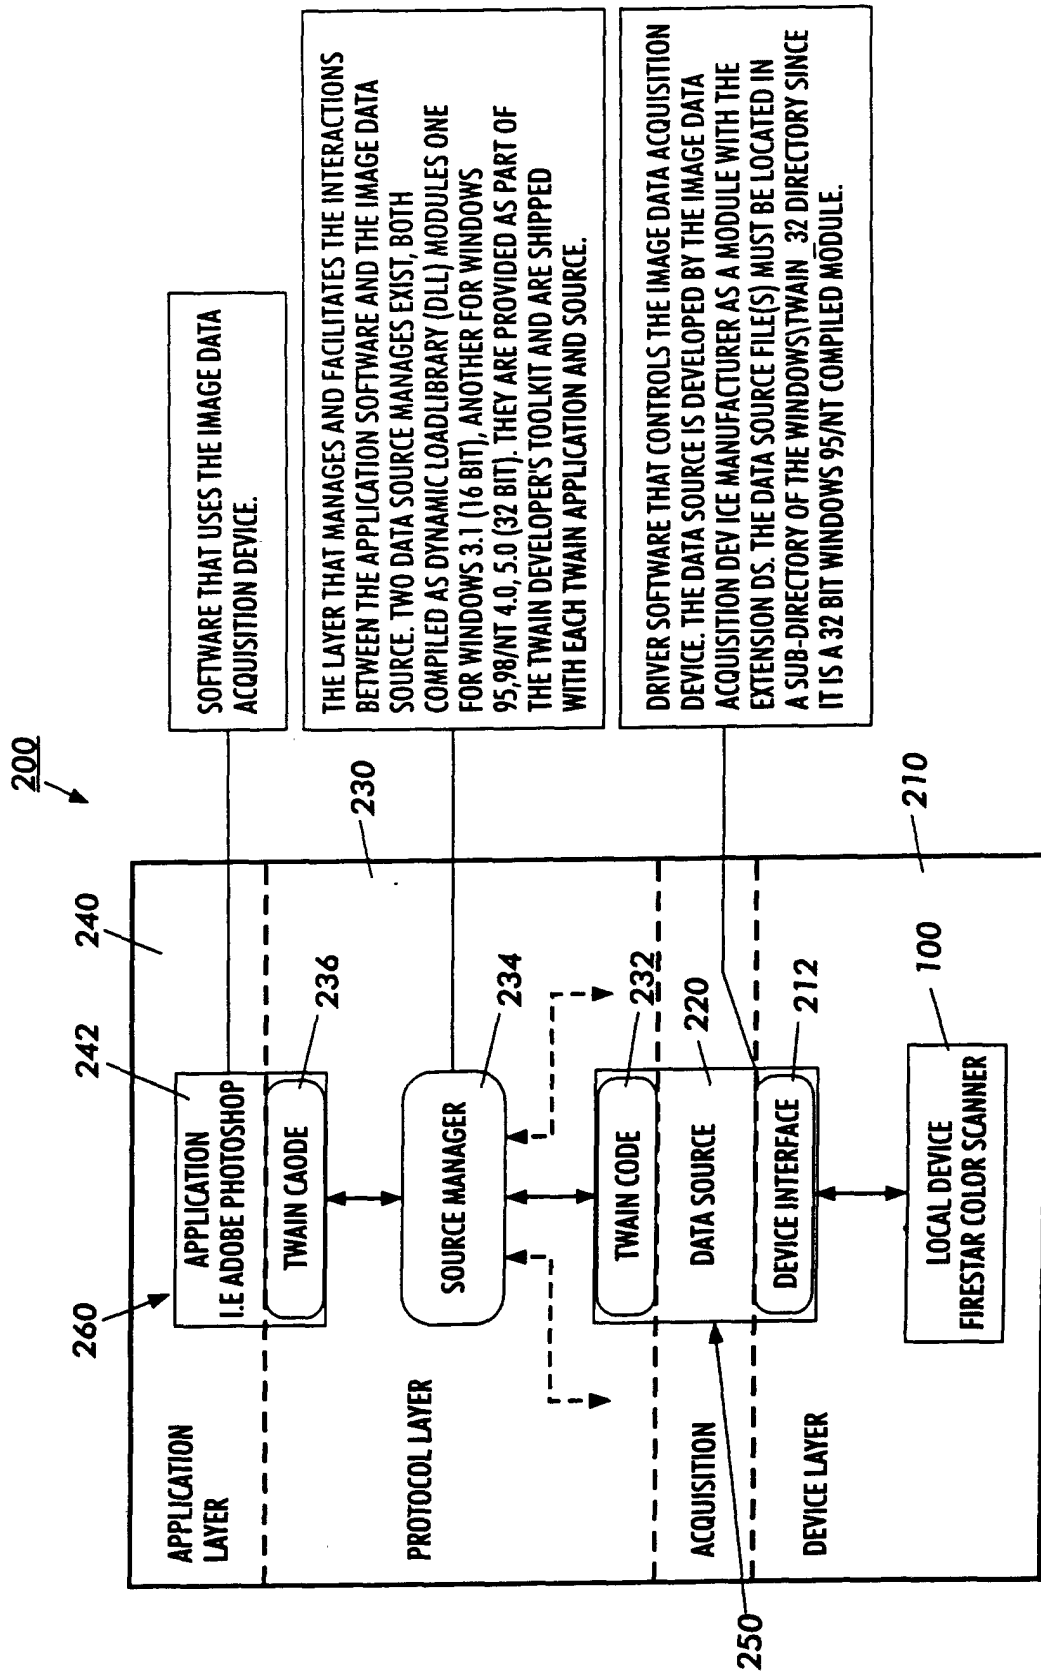 200
240
242
260
APPLICATION
LAYER
APPLICATION
I.E ADOBE PHOTOSHOP
SOFTWARE THAT USES THE IMAGE DATA
ACQUISITION DEVICE.
236
TWAIN CAODE
230
PROTOCOL LAYER
SOURCE MANAGER
234
THE LAYER THAT MANAGES AND FACILITATES THE INTERACTIONS
BETWEEN THE APPLICATION SOFTWARE AND THE IMAGE DATA
SOURCE. TWO DATA SOURCE MANAGES EXIST, BOTH
COMPILED AS DYNAMIC LOADLIBRARY (DLL) MODULES ONE
FOR WINDOWS 3.1 (16 BIT), ANOTHER FOR WINDOWS
95,98/NT 4.0, 5.0 (32 BIT). THEY ARE PROVIDED AS PART OF
THE TWAIN DEVELOPER'S TOOLKIT AND ARE SHIPPED
WITH EACH TWAIN APPLICATION AND SOURCE.
TWAIN CODE
232
ACQUISITION
DATA SOURCE
220
250
DEVICE LAYER
DEVICE INTERFACE
212
DRIVER SOFTWARE THAT CONTROLS THE IMAGE DATA ACQUISITION
DEVICE. THE DATA SOURCE IS DEVELOPED BY THE IMAGE DATA
ACQUISITION DEV ICE MANUFACTURER AS A MODULE WITH THE
EXTENSION DS. THE DATA SOURCE FILE(S) MUST BE LOCATED IN
A SUB-DIRECTORY OF THE WINDOWS\TWAIN_32 DIRECTORY SINCE
IT IS A 32 BIT WINDOWS 95/NT COMPILED MODULE.
210
LOCAL DEVICE
FIRESTAR COLOR SCANNER
100